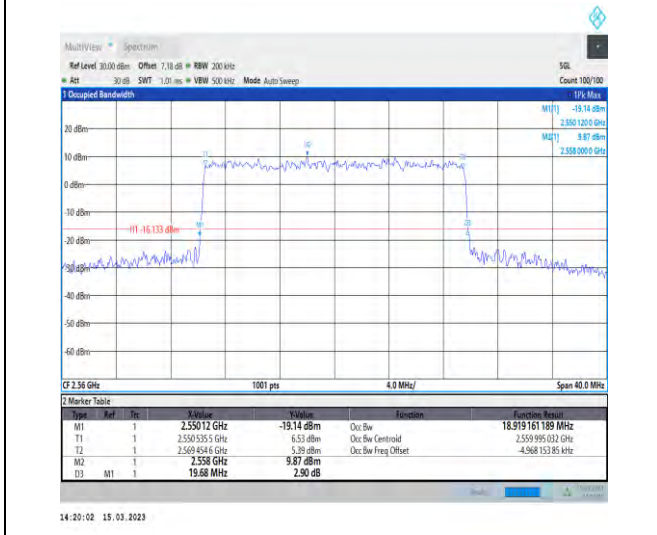 MultiView Spectrum
Ref Level 30.00 dBm Offset 7.18 dB RBW 200 kHz SGL
Att 30 dB SWT 1.01 ms VBW 500 kHz Mode Auto Sweep Count 100/100
1 Occupied Bandwidth 1Pk Max
M1[1] -19.14 dBm
2.550 120 0 GHz
M2[1] 9.87 dBm
2.558 000 0 GHz
20 dBm
10 dBm
0 dBm
-10 dBm
H1 -16.133 dBm
-20 dBm
-30 dBm
-40 dBm
-50 dBm
-60 dBm
M1
T1
CF 2.56 GHz 1001 pts 4.0 MHz/ Span 40.0 MHz
2 Marker Table
Type Ref Trc X-Value Y-Value Function Function Result
M1 1 2.55012 GHz -19.14 dBm Occ Bw 18.919 161 189 MHz
T1 1 2.550 535 5 GHz 6.53 dBm Occ Bw Centroid 2.559 995 032 GHz
T2 1 2.569 454 6 GHz 5.39 dBm Occ Bw Freq Offset -4.968 153 85 kHz
M2 1 2.558 GHz 9.87 dBm
D3 M1 1 19.68 MHz 2.90 dB
14:20:02 15.03.2023